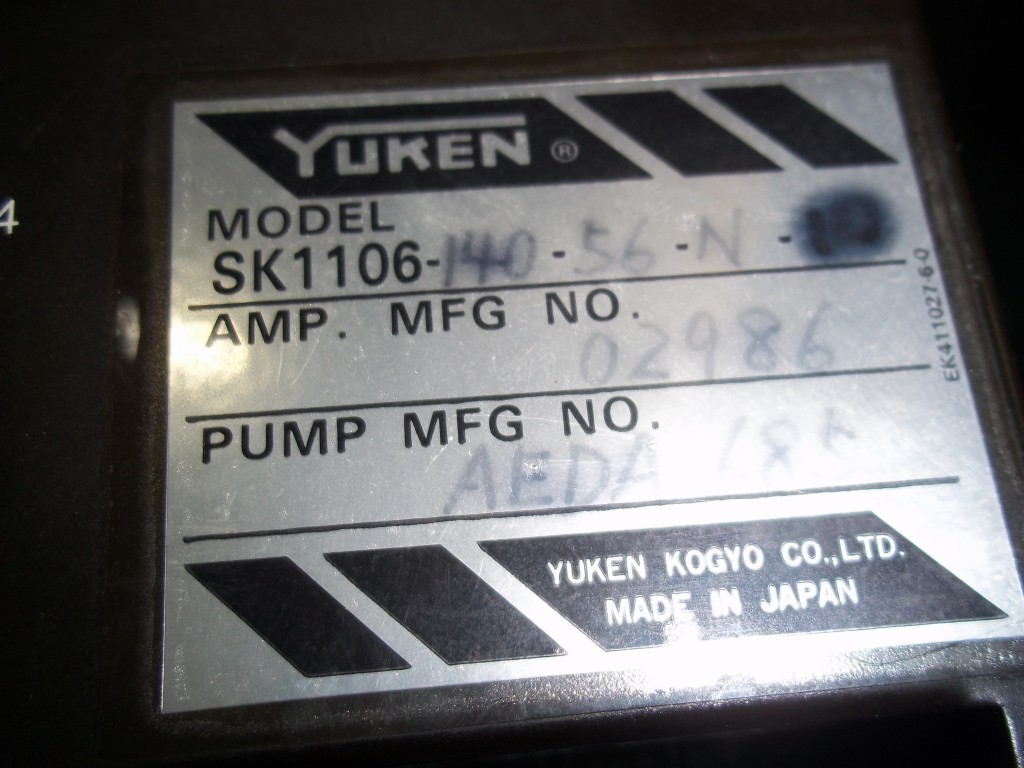 4
YUKEN ®
MODEL
SK1106-140-56-N-
AMP. MFG NO.
02986
PUMP MFG NO.
AEDA
EK411027-6-0
YUKEN KOGYO CO.,LTD.
MADE IN JAPAN